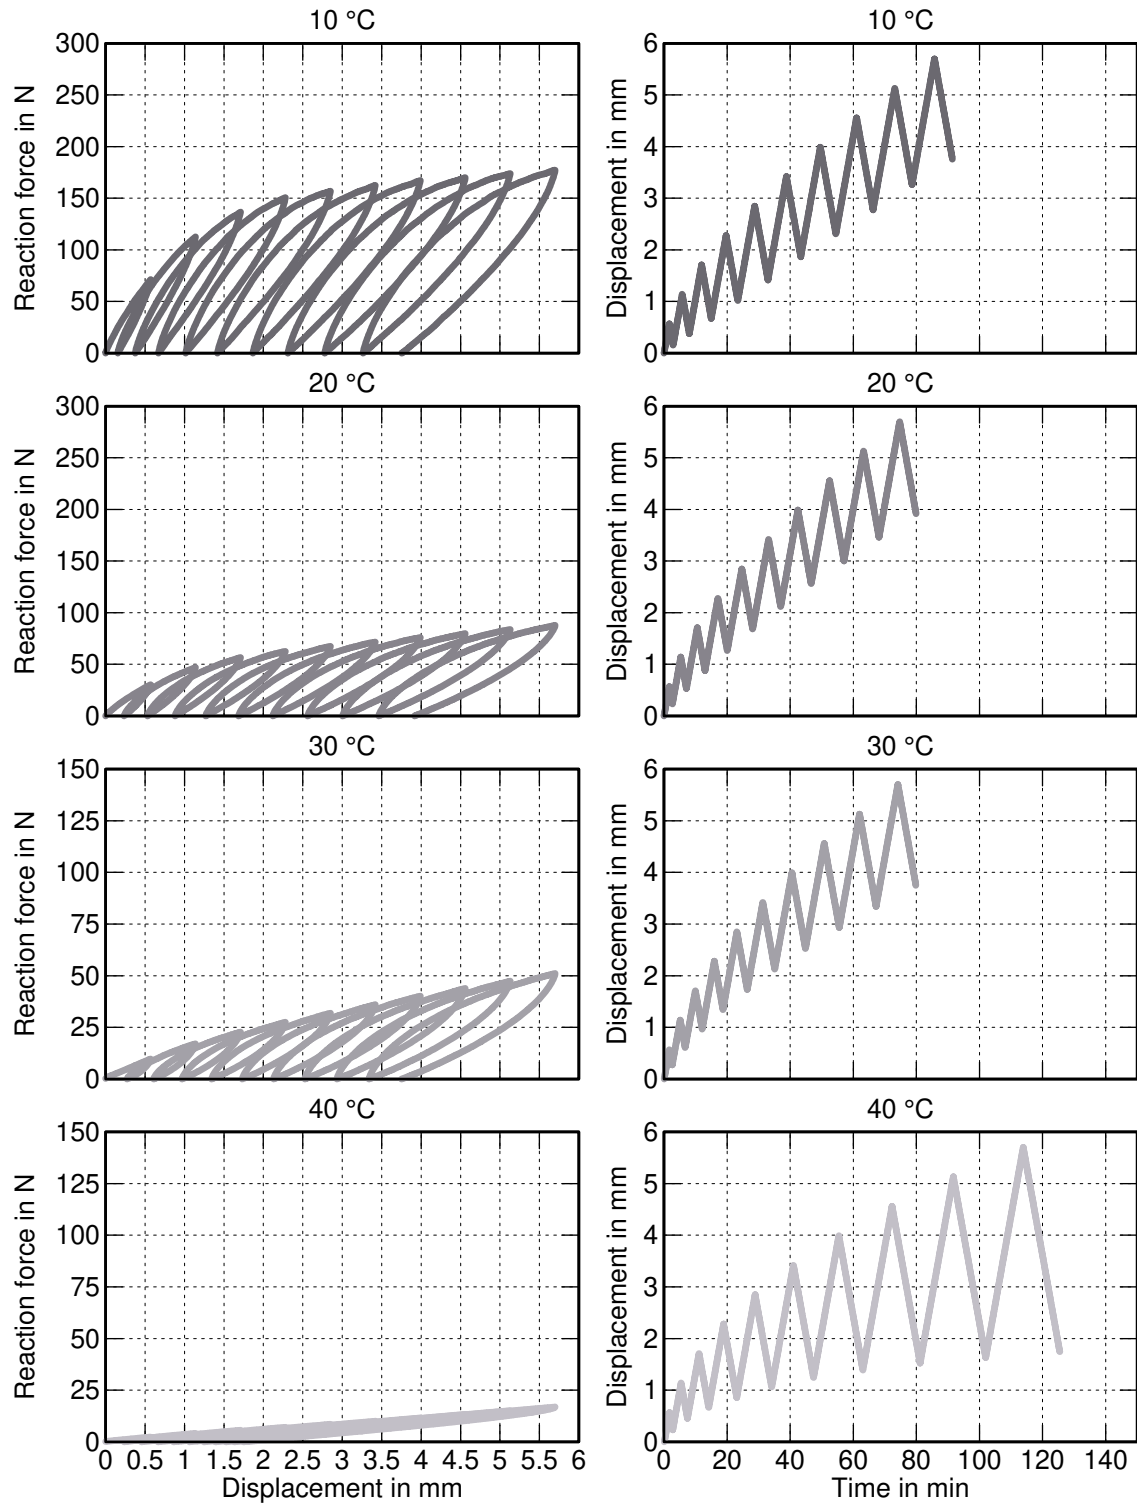 10 °C
10 °C
Reaction force in N
300
250
200
150
100
50
0
Displacement in mm
6
5
4
3
2
1
0
20 °C
20 °C
Reaction force in N
300
250
200
150
100
50
0
Displacement in mm
6
5
4
3
2
1
0
30 °C
30 °C
Reaction force in N
150
125
100
75
50
25
0
Displacement in mm
6
5
4
3
2
1
0
40 °C
40 °C
Reaction force in N
150
125
100
75
50
25
0
Displacement in mm
6
5
4
3
2
1
0 0.5 1 1.5 2 2.5 3 3.5 4 4.5 5 5.5 6
0 20 40 60 80 100 120 140
Displacement in mm
Time in min